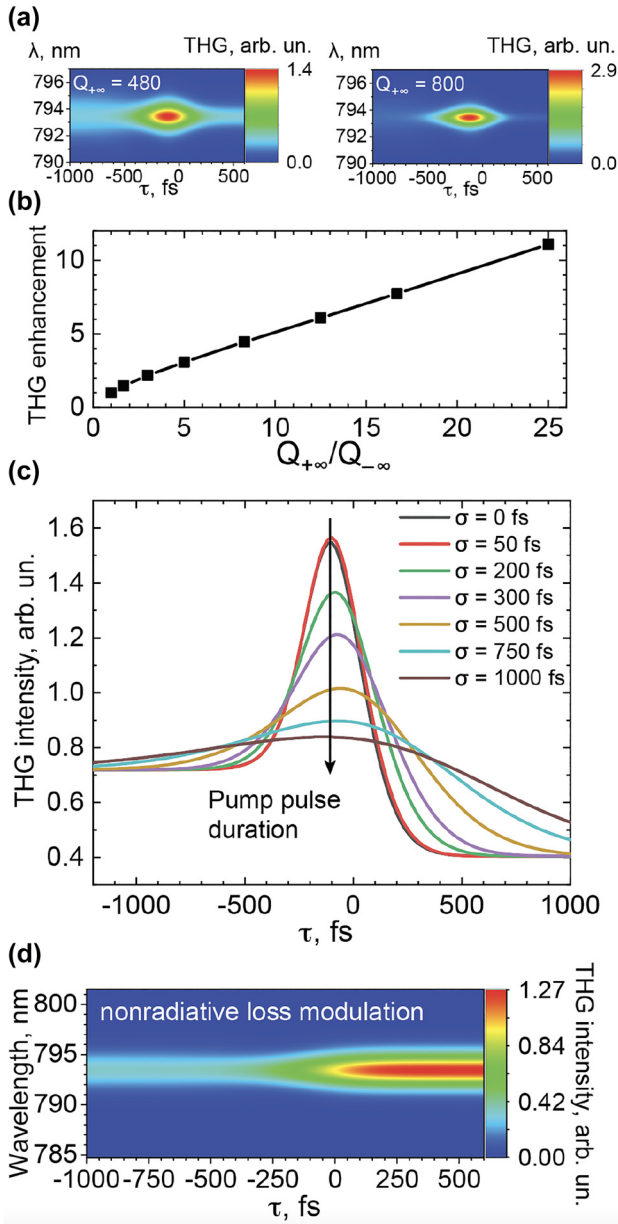 (a)
λ, nm THG, arb. un. λ, nm THG, arb. un.
796 Q+∞ = 480 1.4 796 Q+∞ = 800 2.9
794 794
792 792
790 0.0 790 0.0
-1000 -500 0 500 -1000 -500 0 500
τ, fs τ, fs
(b)
THG enhancement
10
5
0
0 5 10 15 20 25
Q+∞/Q−∞
(c)
THG intensity, arb. un.
1.6
1.4
1.2
1.0
0.8
0.6
0.4
σ = 0 fs
σ = 50 fs
σ = 200 fs
σ = 300 fs
σ = 500 fs
σ = 750 fs
σ = 1000 fs
Pump pulse
duration
-1000 -500 0 500 1000
τ, fs
(d)
Wavelength, nm
800
795
790
785
nonradiative loss modulation
1.27
0.84
0.42
0.00
THG intensity, arb. un.
-1000 -750 -500 -250 0 250 500
τ, fs